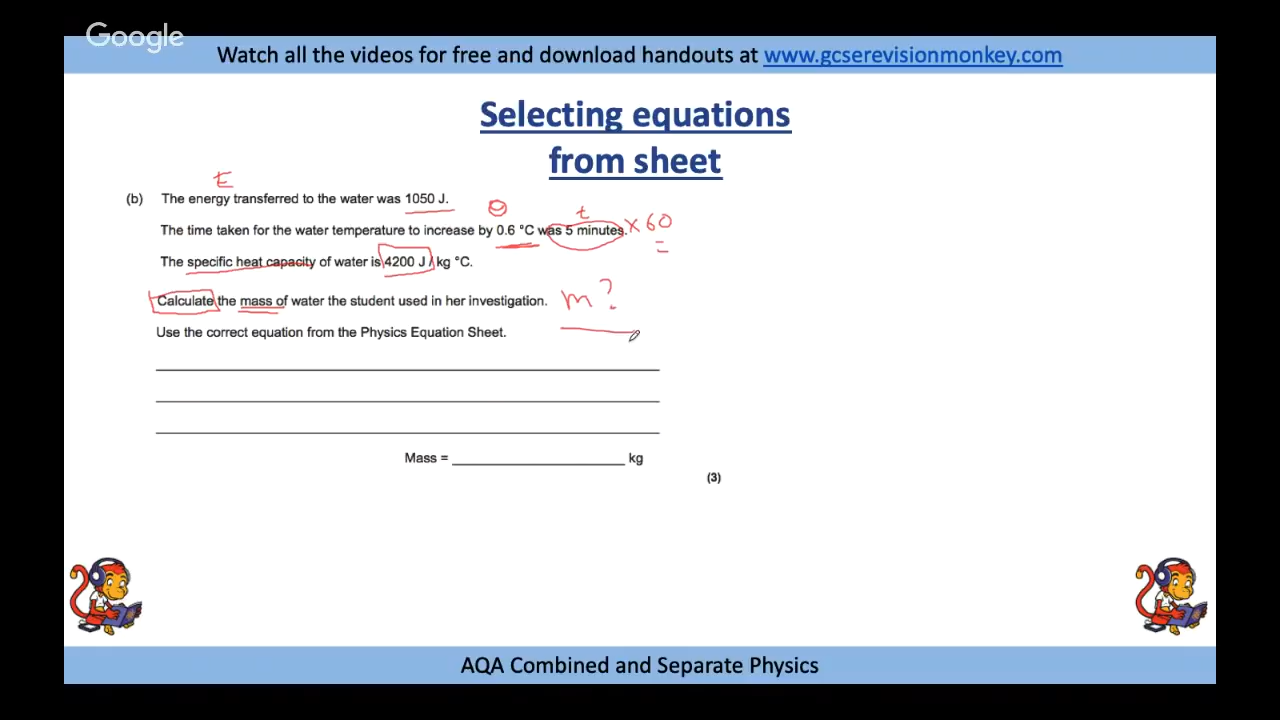 Google
Watch all the videos for free and download handouts at www.gcserevisionmonkey.com
Selecting equations
from sheet
E
(b) The energy transferred to the water was 1050 J.
θ t
The time taken for the water temperature to increase by 0.6 °C was 5 minutes. × 60
=
The specific heat capacity of water is 4200 J / kg °C.
Calculate the mass of water the student used in her investigation. m?
Use the correct equation from the Physics Equation Sheet.
Mass = kg
(3)
AQA Combined and Separate Physics